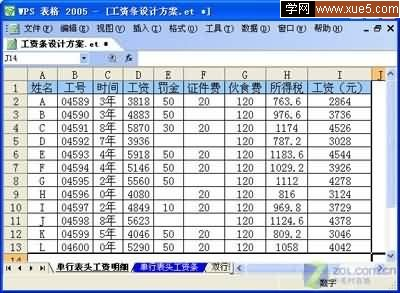 WPS 表格 2005 - [工资条设计方案.et *]
学网 www.xue5.com
文件(F) 编辑(E) 视图(V) 插入(I) 格式(O) 工具(T) 数据(D) 窗口(W) 帮助(H)
工资条设计方案.et *
J14
A B C D E F G H I J
1 姓名 工号 时间 工资 罚金 证件费 伙食费 所得税 工资（元）
2 A 04589 3年 3818 50 20 120 763.6 2864
3 B 04590 3年 4883 50 120 976.6 3736
4 C 04591 8年 5870 30 20 120 1174 4526
5 D 04592 7年 3936 120 787.2 3028
6 E 04593 4年 5918 50 20 120 1183.6 4544
7 F 04594 4年 5146 50 20 120 1029.2 3926
8 G 04595 2年 5560 50 120 1112 4278
9 H 04596 3年 4080 20 120 816 3124
10 I 04597 2年 4849 10 20 120 969.8 3729
11 J 04598 8年 5623 120 1124.6 4378
12 K 04599 5年 4046 50 20 120 809.2 3046
13 L 04600 0年 5290 50 20 120 1058 4042
14
单行表头工资明细 单行表头工资条 双行
数字
ZOL.com.cn